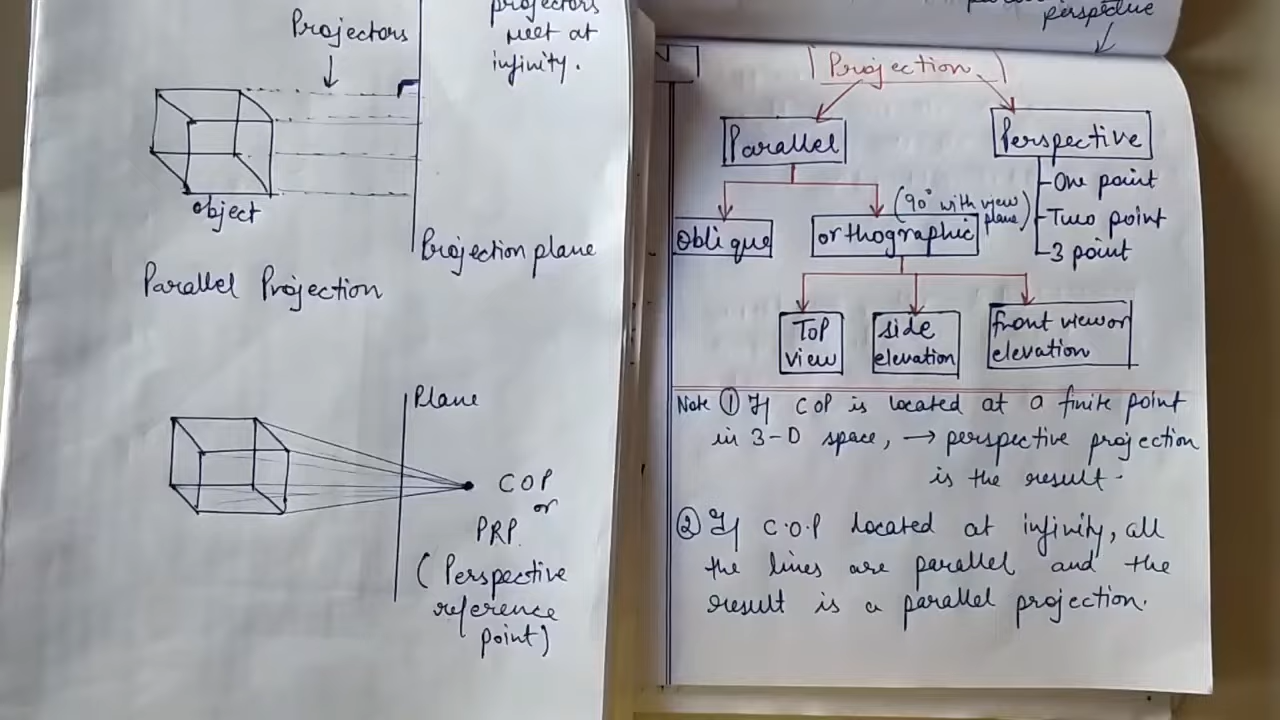 Projectors
projectors
meet at
infinity.
object
Projection plane
Parallel Projection
Plane
COP
or
PRP.
(Perspective
reference
point)
perspective
Projection
Parallel
Perspective
One point
Two point
3 point
Oblique
orthographic
(90° with view
plane)
Top
view
side
elevation
front view or
elevation
Note ① If COP is located at a finite point
in 3-D space, → perspective projection
is the result.
② If C.O.P located at infinity, all
the lines are parallel and the
result is a parallel projection.